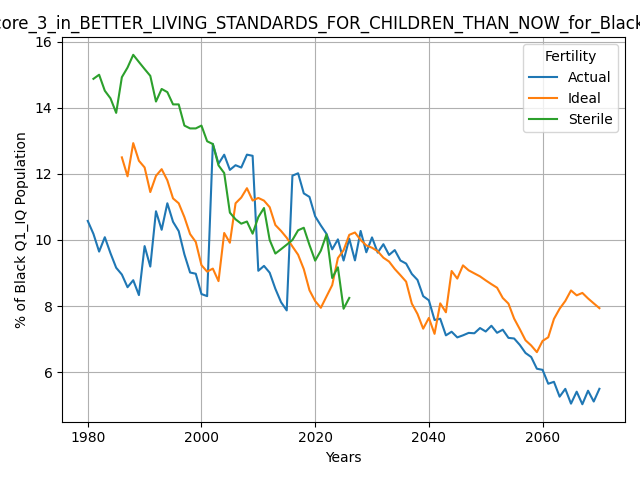 core_3_in_BETTER_LIVING_STANDARDS_FOR_CHILDREN_THAN_NOW_for_Black
16
14
12
10
8
6
% of Black Q1_IQ Population
Fertility
Actual
Ideal
Sterile
1980
2000
2020
2040
2060
Years